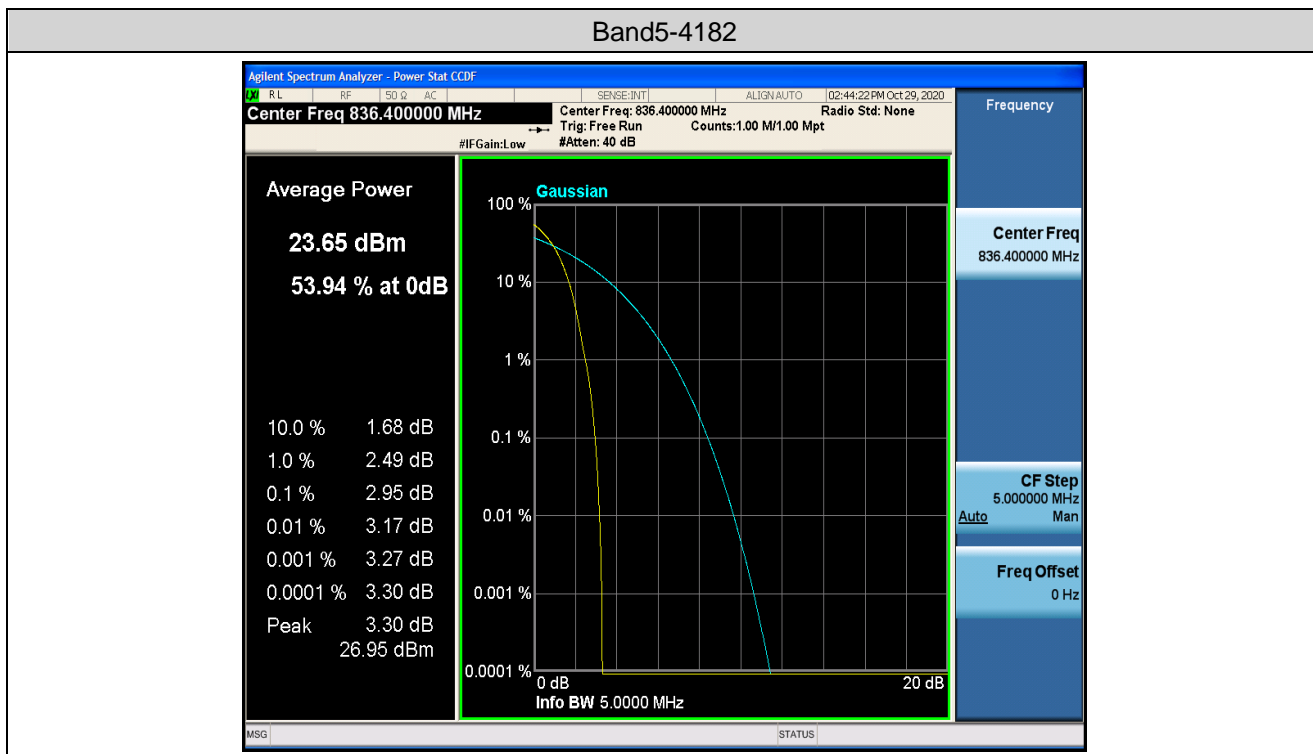 Band5-4182
Agilent Spectrum Analyzer - Power Stat CCDF
LXI RL RF 50 Ω AC SENSE:INT ALIGN AUTO 02:44:22 PM Oct 29, 2020
Center Freq 836.400000 MHz
Center Freq: 836.400000 MHz Radio Std: None
Trig: Free Run Counts:1.00 M/1.00 Mpt
#IFGain:Low #Atten: 40 dB
Average Power
23.65 dBm
53.94 % at 0dB
10.0 % 1.68 dB
1.0 % 2.49 dB
0.1 % 2.95 dB
0.01 % 3.17 dB
0.001 % 3.27 dB
0.0001 % 3.30 dB
Peak 3.30 dB
26.95 dBm
Gaussian
100 %
10 %
1 %
0.1 %
0.01 %
0.001 %
0.0001 %
0 dB 20 dB
Info BW 5.0000 MHz
Frequency
Center Freq
836.400000 MHz
CF Step
5.000000 MHz
Auto Man
Freq Offset
0 Hz
MSG STATUS